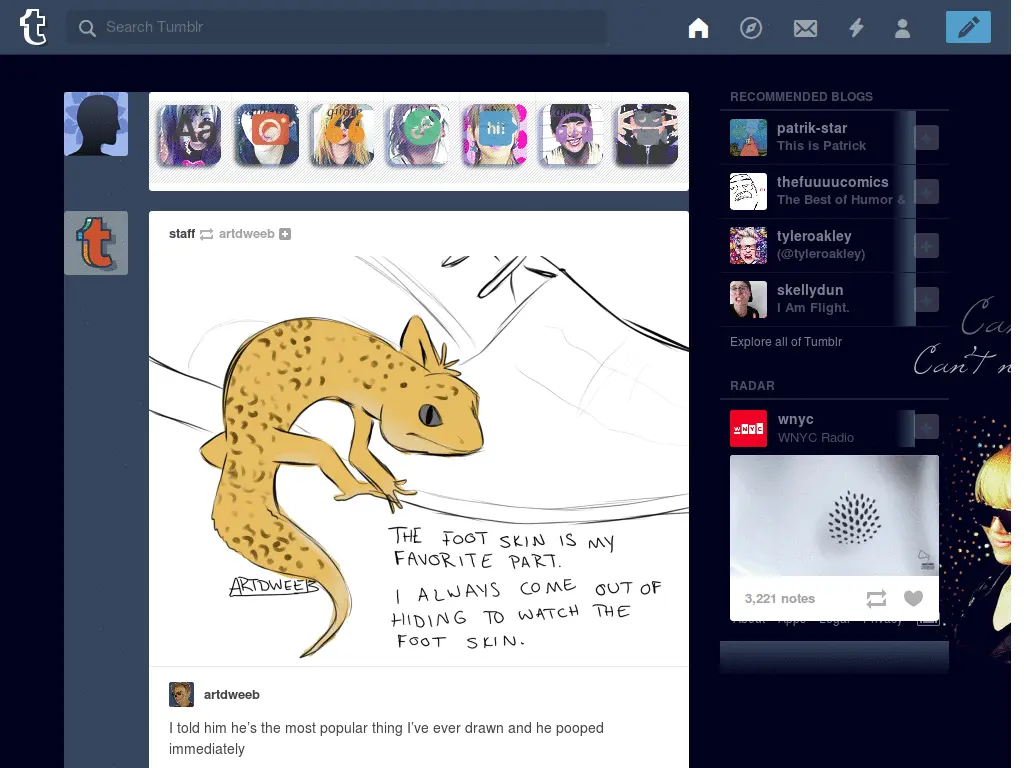 t
Search Tumblr
text
photo
quote
Aa
hi:
staff artdweeb
THE FOOT SKIN IS MY
FAVORITE PART.
I ALWAYS COME OUT OF
HIDING TO WATCH THE
FOOT SKIN.
ARTDWEEB
artdweeb
I told him he's the most popular thing I've ever drawn and he pooped
immediately
RECOMMENDED BLOGS
patrik-star
This is Patrick
thefuuuucomics
The Best of Humor &
tyleroakley
(@tyleroakley)
skellydun
I Am Flight.
Explore all of Tumblr
Can't
RADAR
WNYC
wnyc
WNYC Radio
3,221 notes
About Apps Legal Privacy